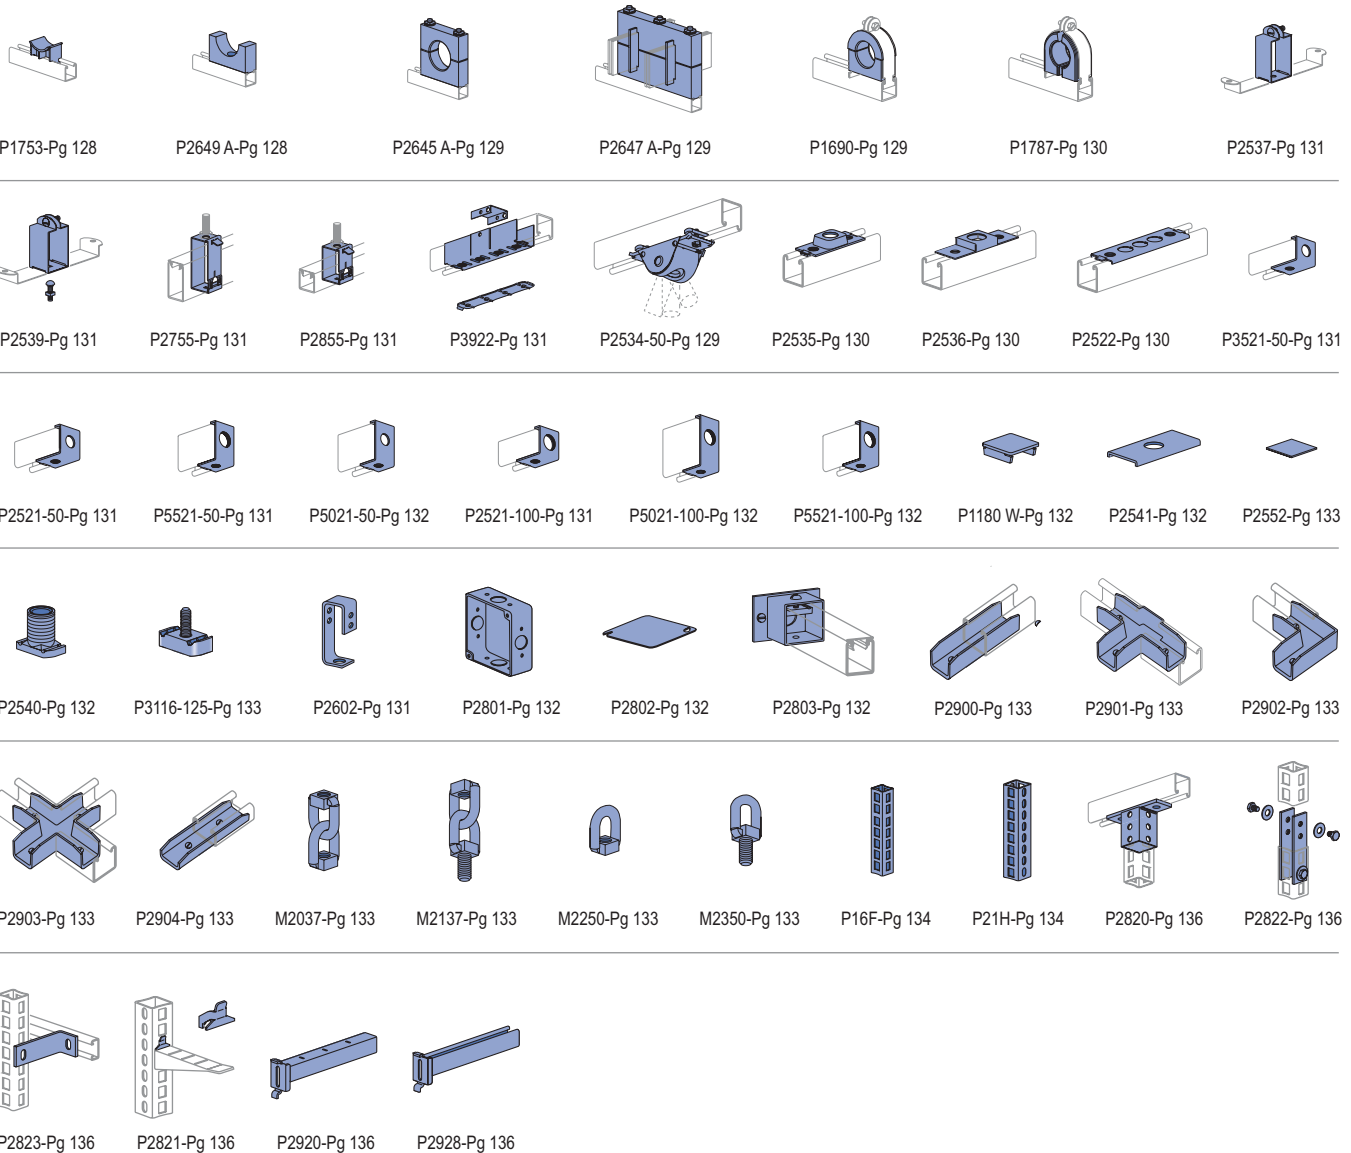 P1753-Pg 128 P2649 A-Pg 128 P2645 A-Pg 129 P2647 A-Pg 129 P1690-Pg 129 P1787-Pg 130 P2537-Pg 131
P2539-Pg 131 P2755-Pg 131 P2855-Pg 131 P3922-Pg 131 P2534-50-Pg 129 P2535-Pg 130 P2536-Pg 130 P2522-Pg 130 P3521-50-Pg 131
P2521-50-Pg 131 P5521-50-Pg 131 P5021-50-Pg 132 P2521-100-Pg 131 P5021-100-Pg 132 P5521-100-Pg 132 P1180 W-Pg 132 P2541-Pg 132 P2552-Pg 133
P2540-Pg 132 P3116-125-Pg 133 P2602-Pg 131 P2801-Pg 132 P2802-Pg 132 P2803-Pg 132 P2900-Pg 133 P2901-Pg 133 P2902-Pg 133
P2903-Pg 133 P2904-Pg 133 M2037-Pg 133 M2137-Pg 133 M2250-Pg 133 M2350-Pg 133 P16F-Pg 134 P21H-Pg 134 P2820-Pg 136 P2822-Pg 136
P2823-Pg 136 P2821-Pg 136 P2920-Pg 136 P2928-Pg 136